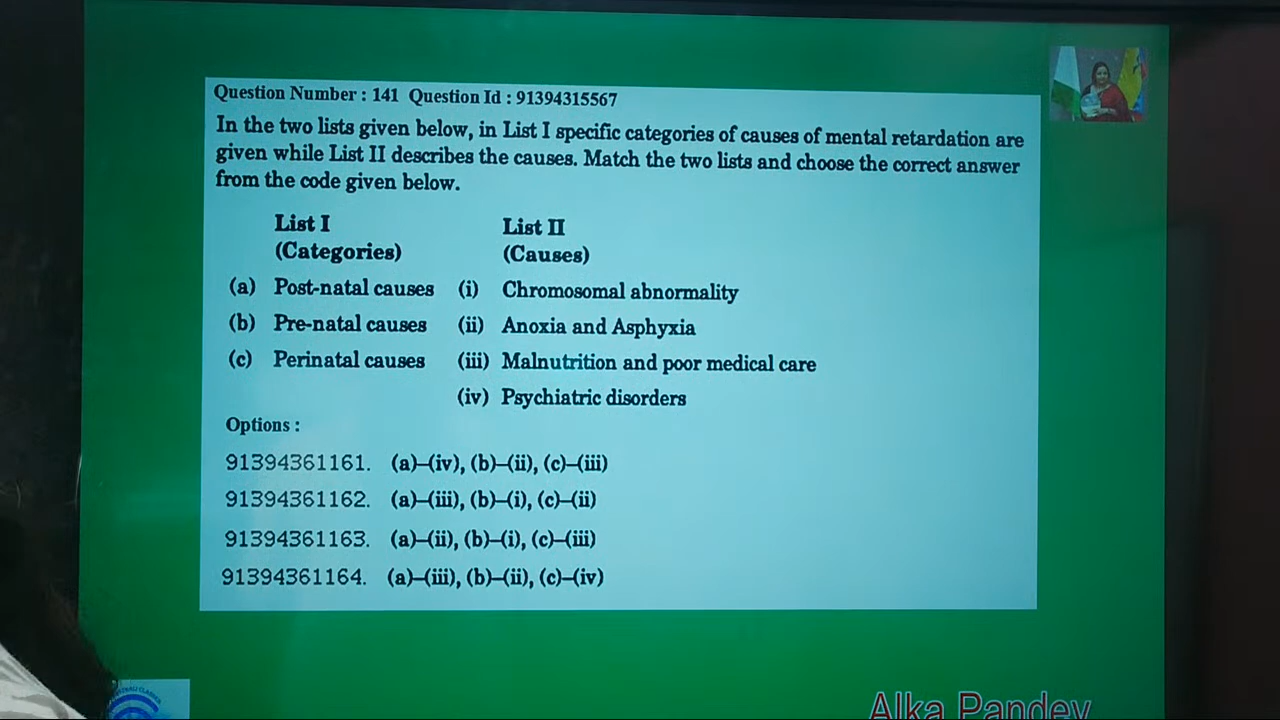 Question Number : 141 Question Id : 91394315567
In the two lists given below, in List I specific categories of causes of mental retardation are
given while List II describes the causes. Match the two lists and choose the correct answer
from the code given below.
List I List II
(Categories) (Causes)
(a) Post-natal causes (i) Chromosomal abnormality
(b) Pre-natal causes (ii) Anoxia and Asphyxia
(c) Perinatal causes (iii) Malnutrition and poor medical care
(iv) Psychiatric disorders
Options :
91394361161. (a)–(iv), (b)–(ii), (c)–(iii)
91394361162. (a)–(iii), (b)–(i), (c)–(ii)
91394361163. (a)–(ii), (b)–(i), (c)–(iii)
91394361164. (a)–(iii), (b)–(ii), (c)–(iv)
Alka Pandey